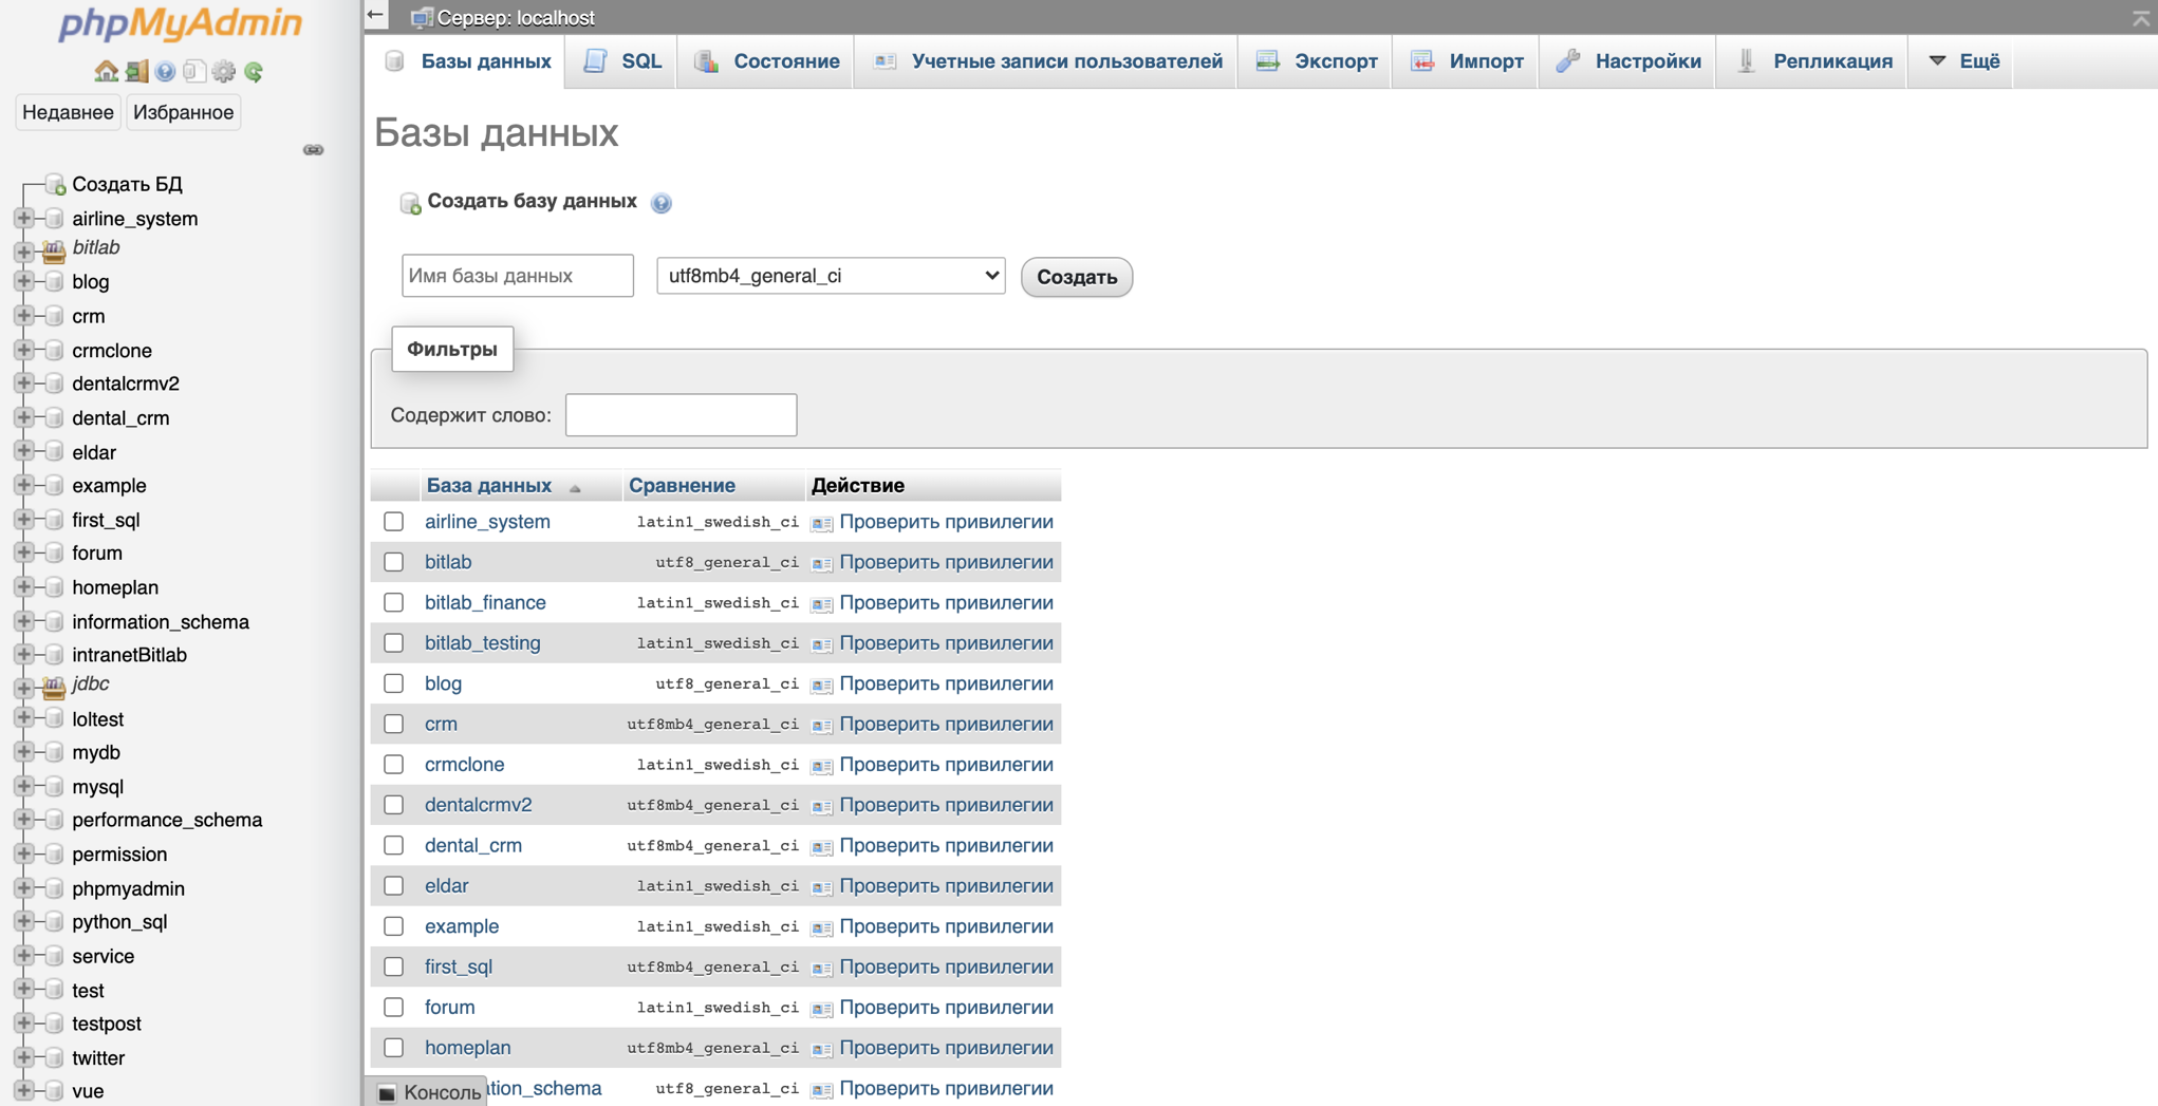 phpMyAdmin
Недавнее Избранное
Создать БД
airline_system
bitlab
blog
crm
crmclone
dentalcrmv2
dental_crm
eldar
example
first_sql
forum
homeplan
information_schema
intranetBitlab
jdbc
loltest
mydb
mysql
performance_schema
permission
phpmyadmin
python_sql
service
test
testpost
twitter
vue
Сервер: localhost
Базы данных SQL Состояние Учетные записи пользователей Экспорт Импорт Настройки Репликация Ещё
Базы данных
Создать базу данных
Имя базы данных utf8mb4_general_ci Создать
Фильтры
Содержит слово:
База данных Сравнение Действие
airline_system latin1_swedish_ci Проверить привилегии
bitlab utf8_general_ci Проверить привилегии
bitlab_finance latin1_swedish_ci Проверить привилегии
bitlab_testing latin1_swedish_ci Проверить привилегии
blog utf8_general_ci Проверить привилегии
crm utf8mb4_general_ci Проверить привилегии
crmclone latin1_swedish_ci Проверить привилегии
dentalcrmv2 utf8mb4_general_ci Проверить привилегии
dental_crm utf8mb4_general_ci Проверить привилегии
eldar latin1_swedish_ci Проверить привилегии
example latin1_swedish_ci Проверить привилегии
first_sql utf8mb4_general_ci Проверить привилегии
forum latin1_swedish_ci Проверить привилегии
homeplan utf8mb4_general_ci Проверить привилегии
Консоль tion_schema utf8_general_ci Проверить привилегии